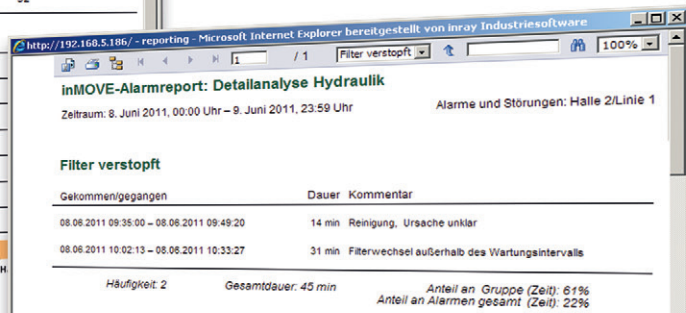 http://192.168.5.186/ - reporting - Microsoft Internet Explorer bereitgestellt von inray Industriesoftware
1 / 1 Filter verstopft 100%
inMOVE-Alarmreport: Detailanalyse Hydraulik
Zeitraum: 8. Juni 2011, 00:00 Uhr – 9. Juni 2011, 23:59 Uhr Alarme und Störungen: Halle 2/Linie 1
Filter verstopft
Gekommen/gegangen Dauer Kommentar
08.06.2011 09:35:00 – 08.06.2011 09:49:20 14 min Reinigung, Ursache unklar
08.06.2011 10:02:13 – 08.06.2011 10:33:27 31 min Filterwechsel außerhalb des Wartungsintervalls
Häufigkeit: 2 Gesamtdauer: 45 min Anteil an Gruppe (Zeit): 61%
Anteil an Alarmen gesamt (Zeit): 22%